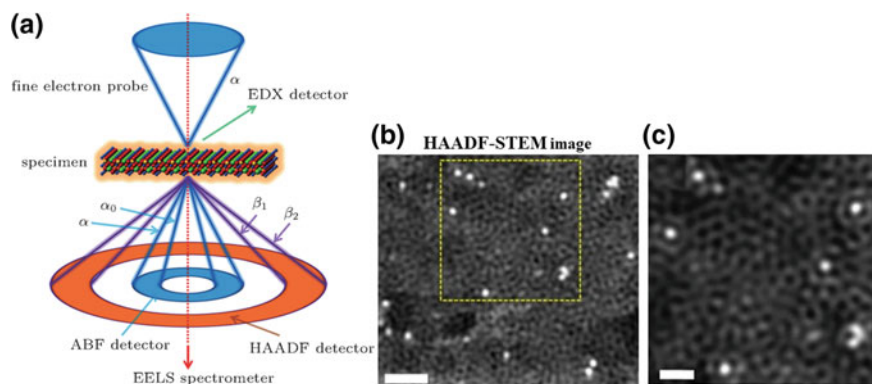 (a)
α
fine electron probe
EDX detector
specimen
α₀
α
β₁
β₂
ABF detector
HAADF detector
EELS spectrometer
(b)
HAADF-STEM image
(c)